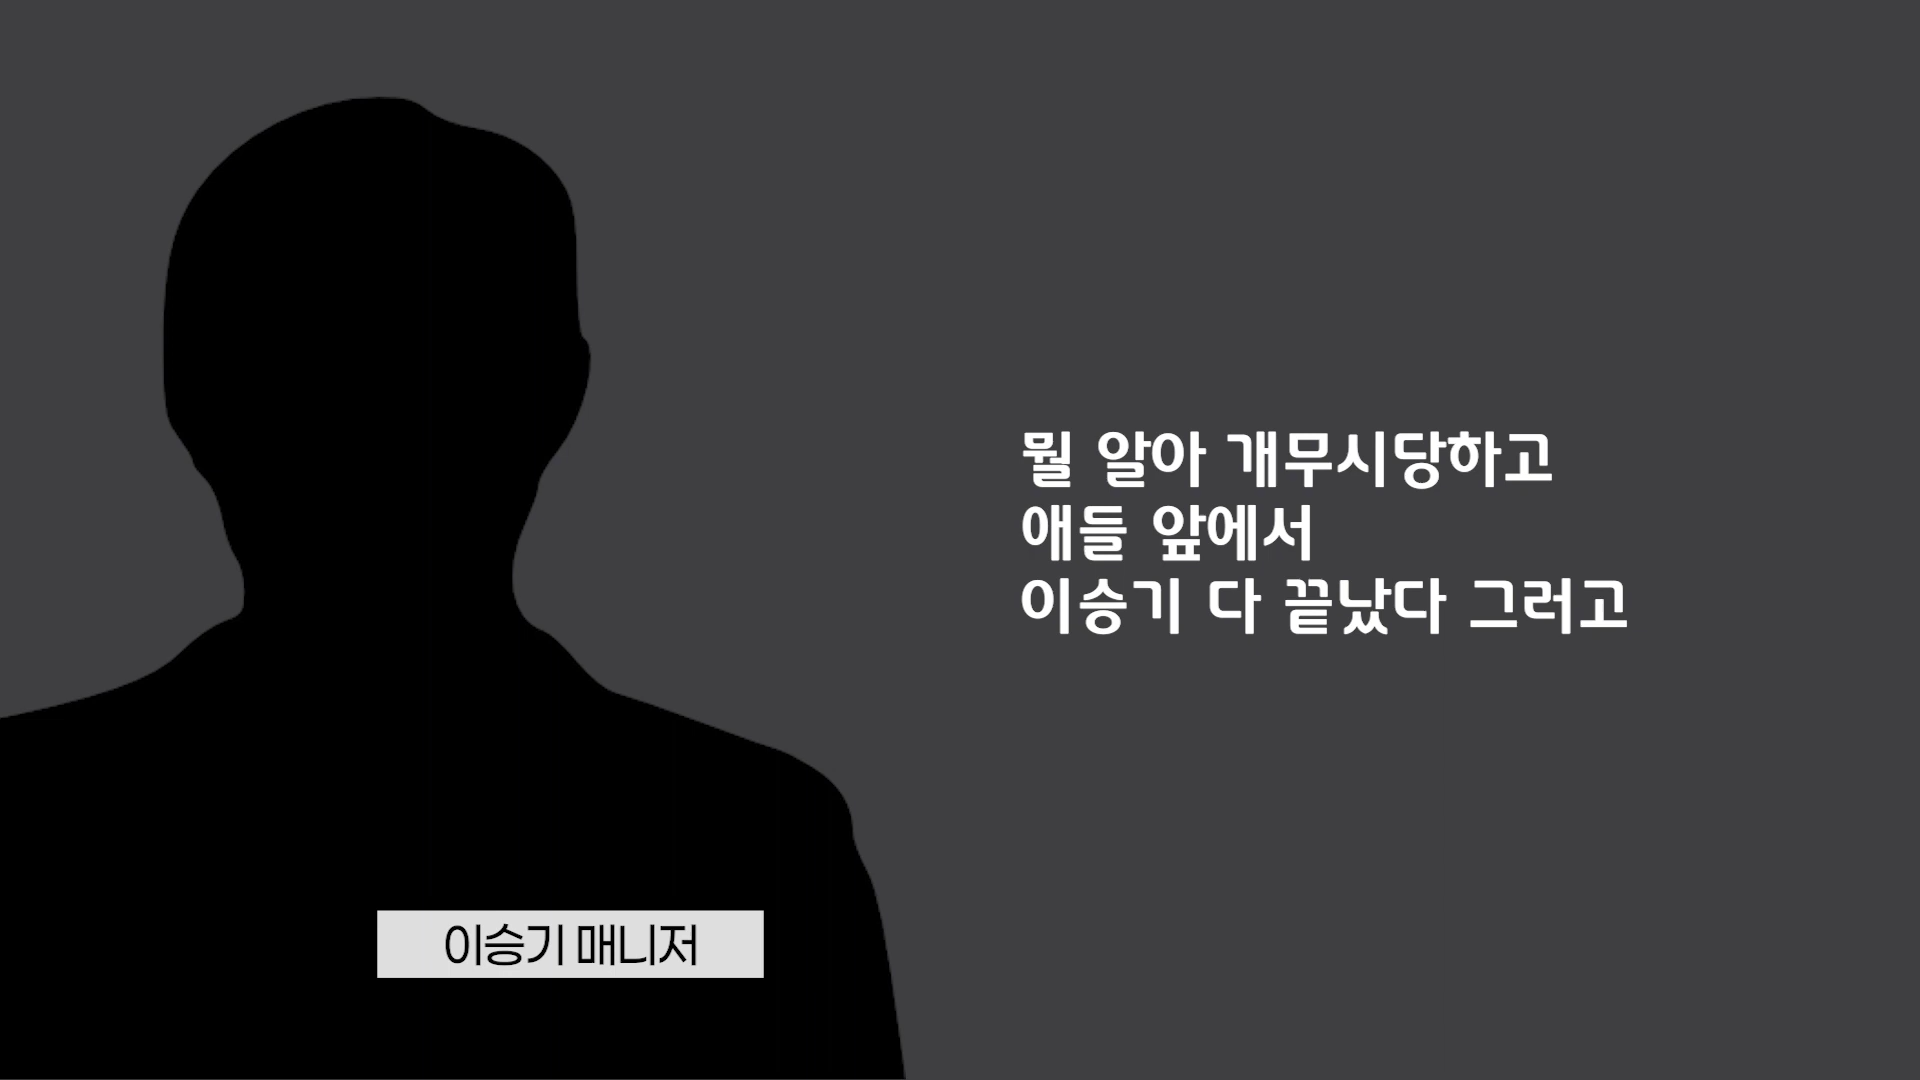 뭘 알아 개무시당하고
애들 앞에서
이승기 다 끝났다 그러고
이승기 매니저